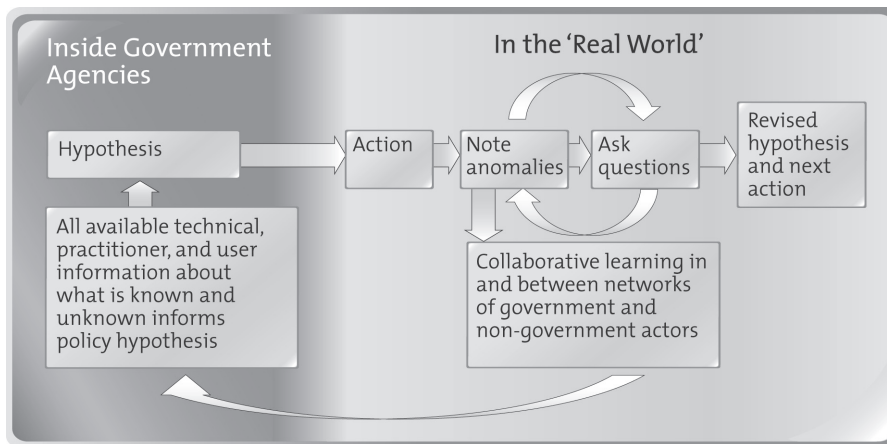 Inside Government
Agencies
In the ‘Real World’
Hypothesis
Action
Note
anomalies
Ask
questions
Revised
hypothesis
and next
action
All available technical,
practitioner, and user
information about
what is known and
unknown informs
policy hypothesis
Collaborative learning in
and between networks
of government and
non-government actors